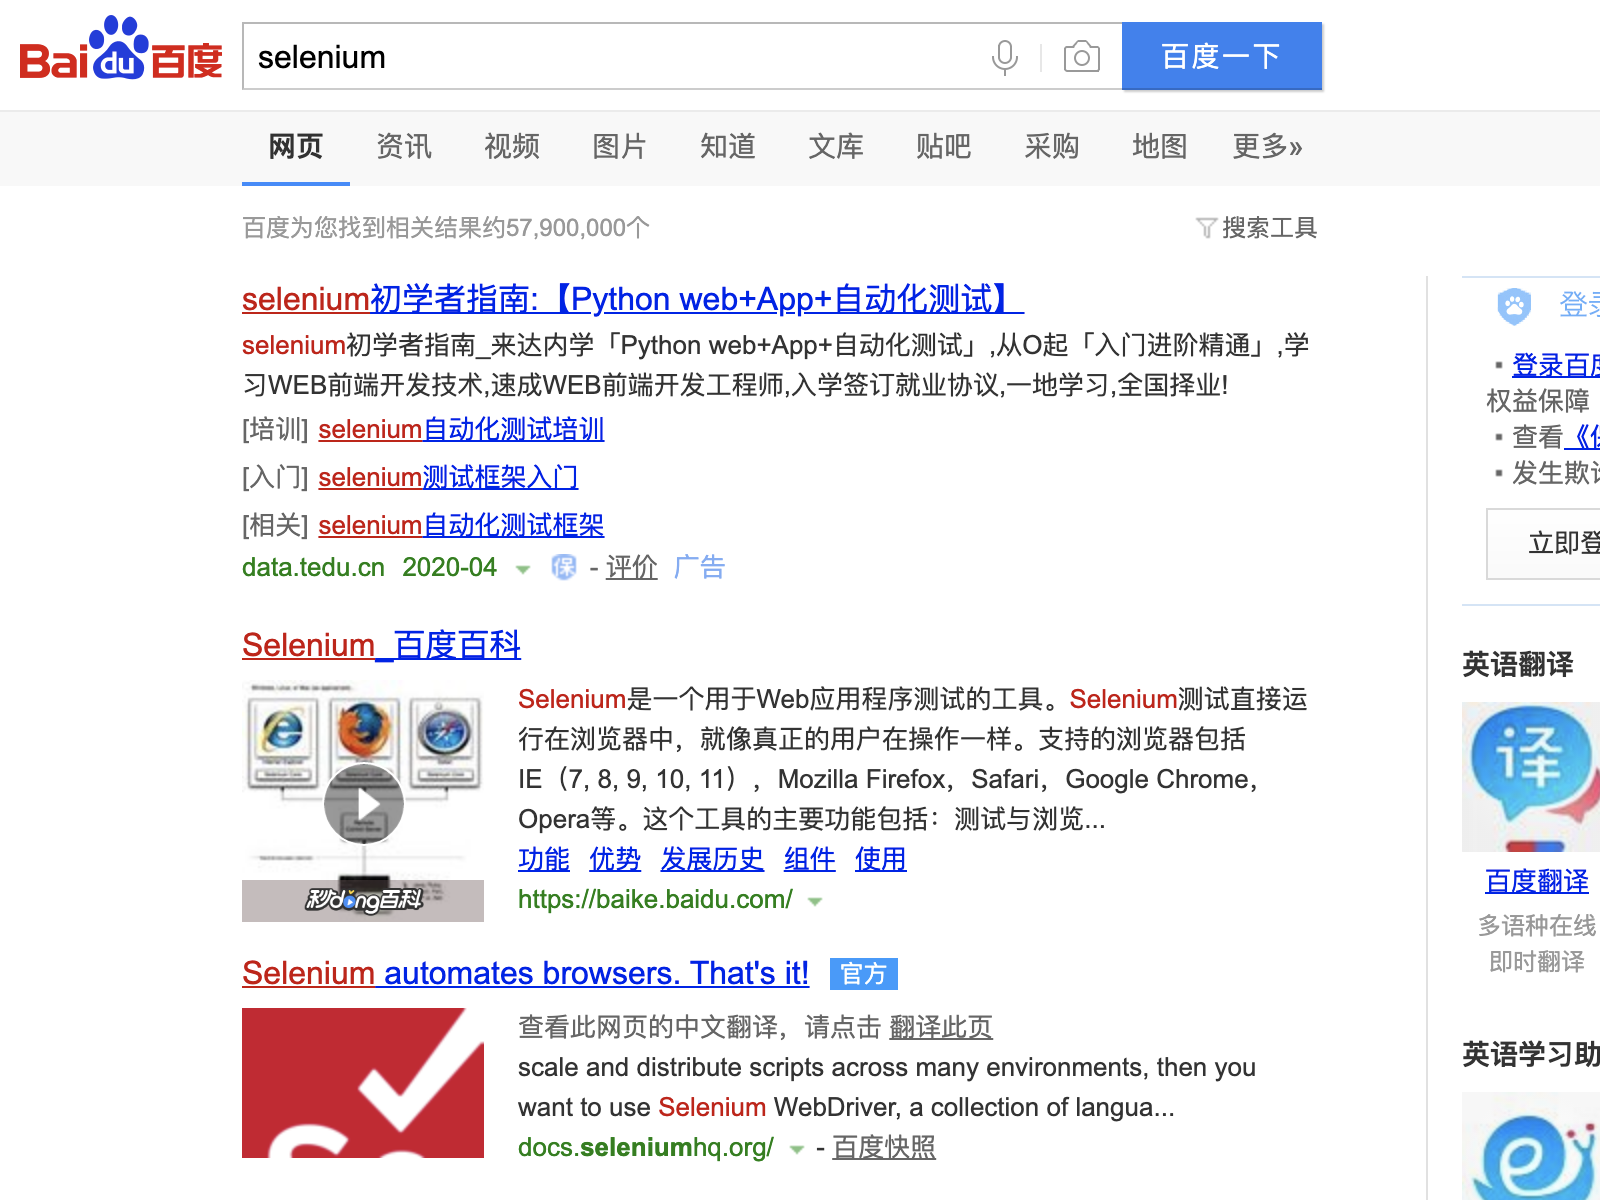 Bai du 百度
selenium
百度一下
网页 资讯 视频 图片 知道 文库 贴吧 采购 地图 更多»
百度为您找到相关结果约57,900,000个
搜索工具
selenium初学者指南:【Python web+App+自动化测试】
selenium初学者指南_来达内学「Python web+App+自动化测试」,从O起「入门进阶精通」,学
习WEB前端开发技术,速成WEB前端开发工程师,入学签订就业协议,一地学习,全国择业!
[培训] selenium自动化测试培训
[入门] selenium测试框架入门
[相关] selenium自动化测试框架
data.tedu.cn 2020-04 保 - 评价 广告
Selenium_百度百科
Selenium是一个用于Web应用程序测试的工具。Selenium测试直接运
行在浏览器中，就像真正的用户在操作一样。支持的浏览器包括
IE（7, 8, 9, 10, 11），Mozilla Firefox，Safari，Google Chrome，
Opera等。这个工具的主要功能包括：测试与浏览...
功能 优势 发展历史 组件 使用
https://baike.baidu.com/
秒dong百科
Selenium automates browsers. That's it! 官方
查看此网页的中文翻译，请点击 翻译此页
scale and distribute scripts across many environments, then you
want to use Selenium WebDriver, a collection of langua...
docs.seleniumhq.org/ - 百度快照
Se
登录
▪ 登录百度
权益保障
▪ 查看《保
▪ 发生欺诈
立即登
英语翻译
译
百度翻译
多语种在线
即时翻译
英语学习助